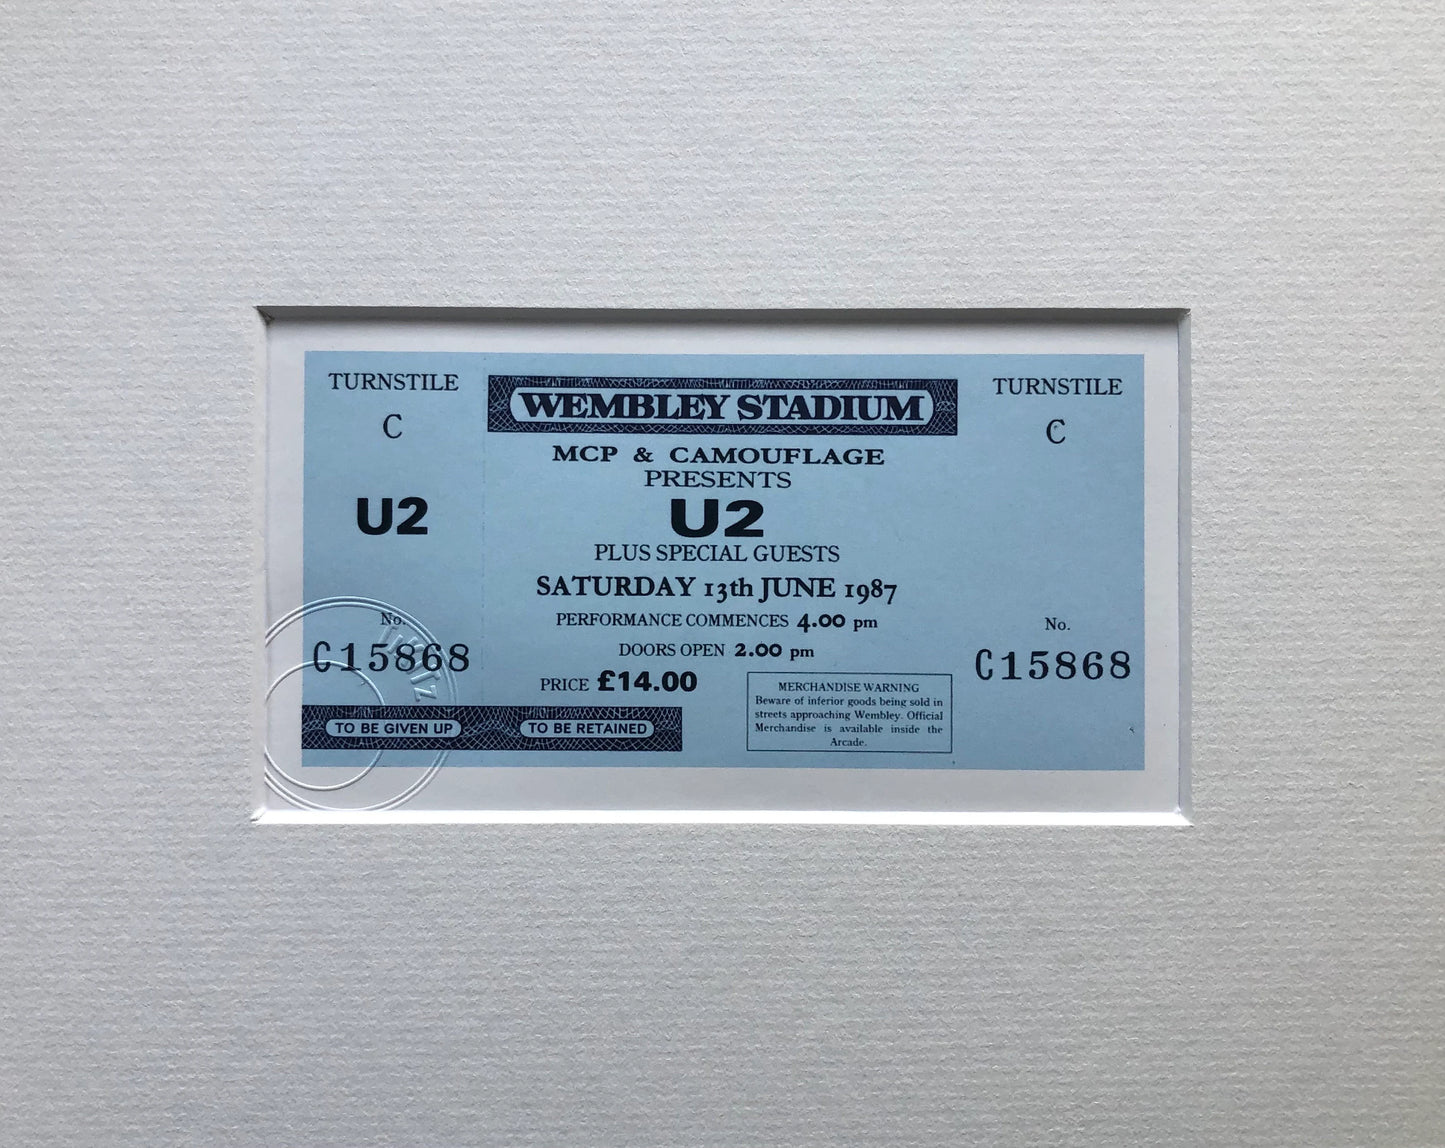 TURNSTILE
C
U2
No.
C15868
TO BE GIVEN UP
WEMBLEY STADIUM
MCP & CAMOUFLAGE
PRESENTS
U2
PLUS SPECIAL GUESTS
SATURDAY 13th JUNE 1987
PERFORMANCE COMMENCES 4.00 pm
DOORS OPEN 2.00 pm
PRICE £14.00
TO BE RETAINED
MERCHANDISE WARNING
Beware of inferior goods being sold in
streets approaching Wembley. Official
Merchandise is available inside the
Arcade.
TURNSTILE
C
No.
C15868